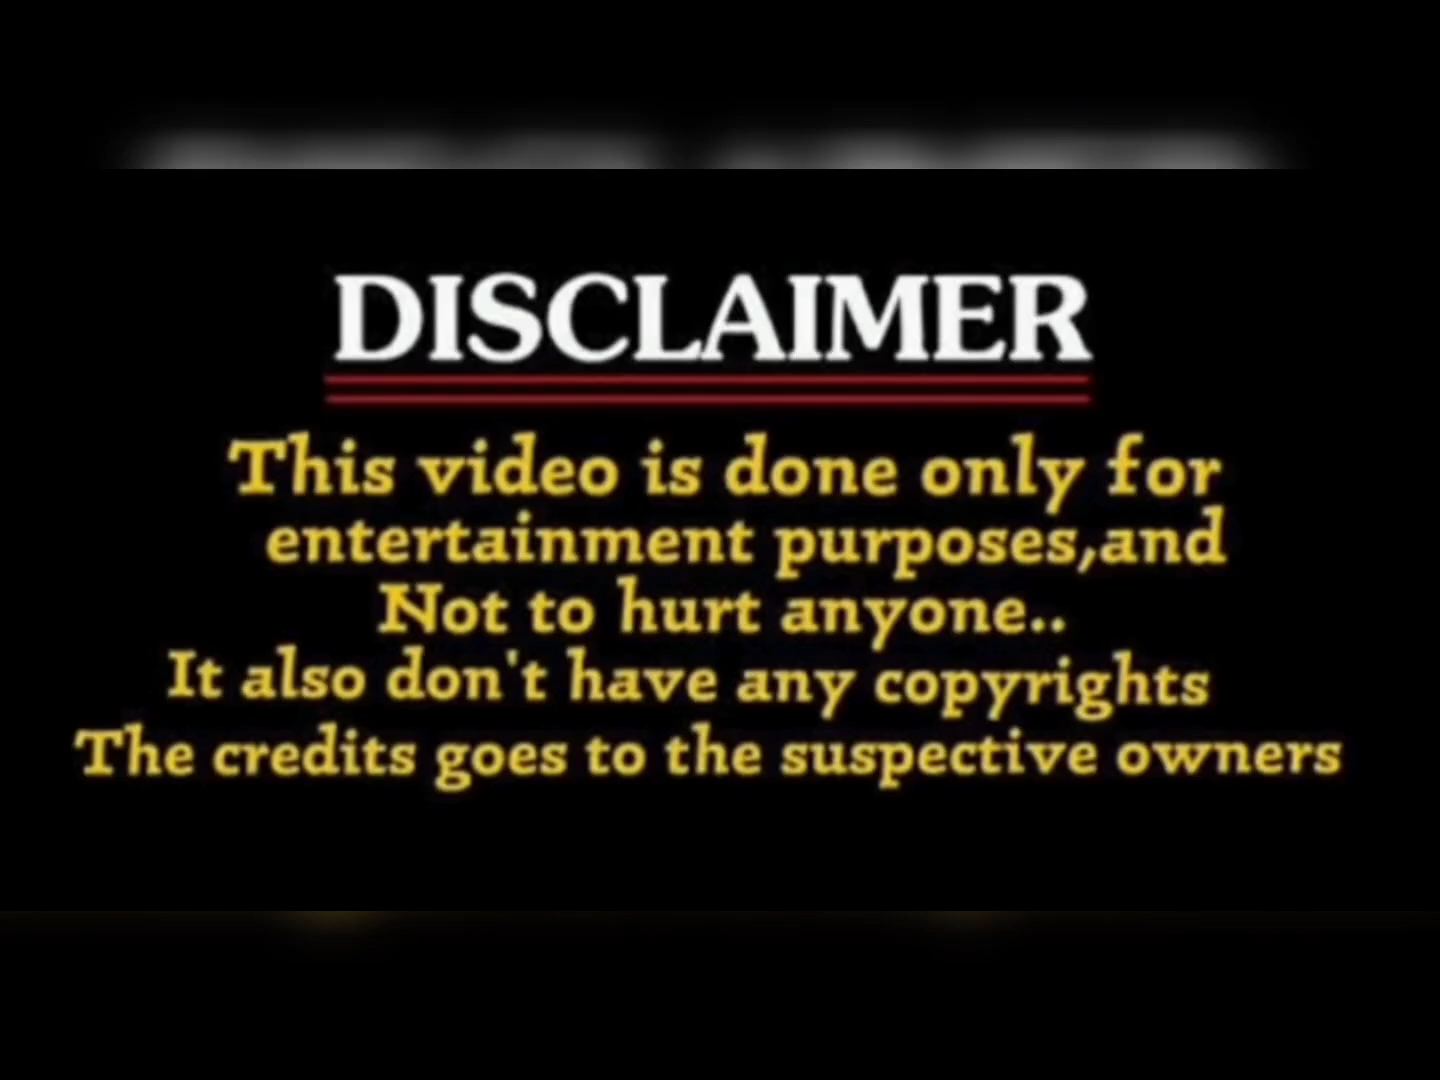 DISCLAIMER
This video is done only for
entertainment purposes,and
Not to hurt anyone..
It also don't have any copyrights
The credits goes to the suspective owners